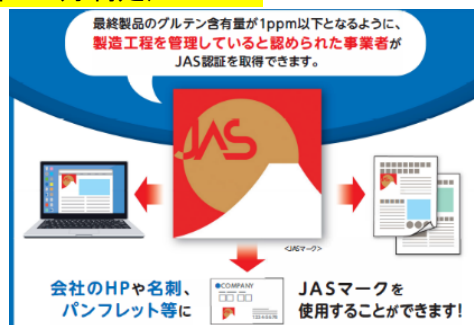 最終製品のグルテン含有量が1ppm以下となるように、
製造工程を管理していると認められた事業者が
JAS認証を取得できます。
JAS
<JASマーク>
会社のHPや名刺、
パンフレット等に
COMPANY
JASマークを
使用することができます!